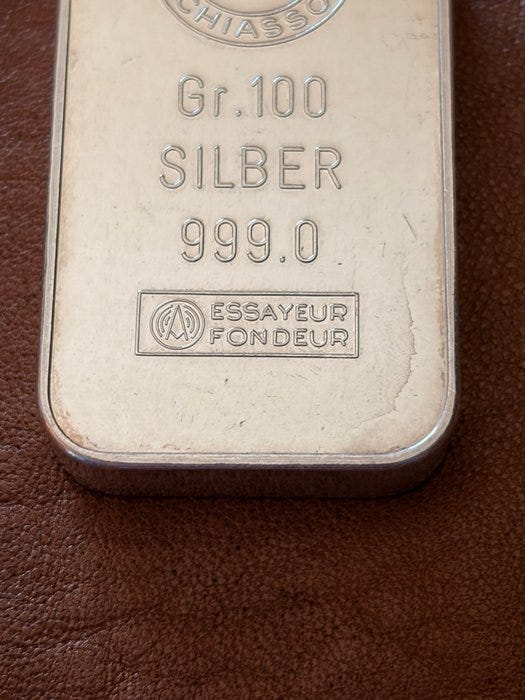 CHIASSO
Gr.100
SILBER
999.0
ESSAYEUR
FONDEUR